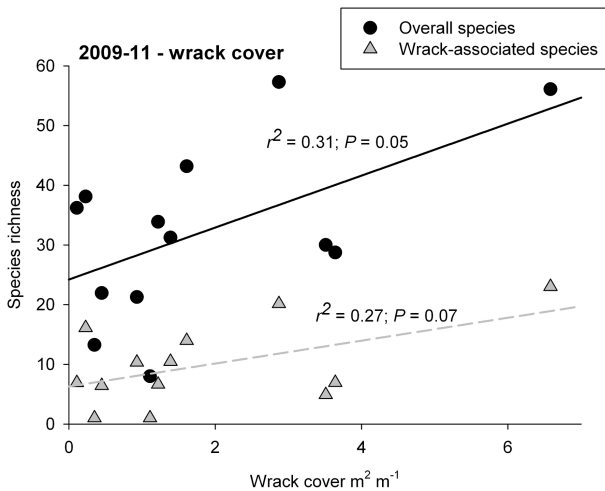 Overall species
Wrack-associated species
2009-11 - wrack cover
60
50
40
30
20
10
0
Species richness
r² = 0.31; P = 0.05
r² = 0.27; P = 0.07
0
2
4
6
Wrack cover m² m⁻¹